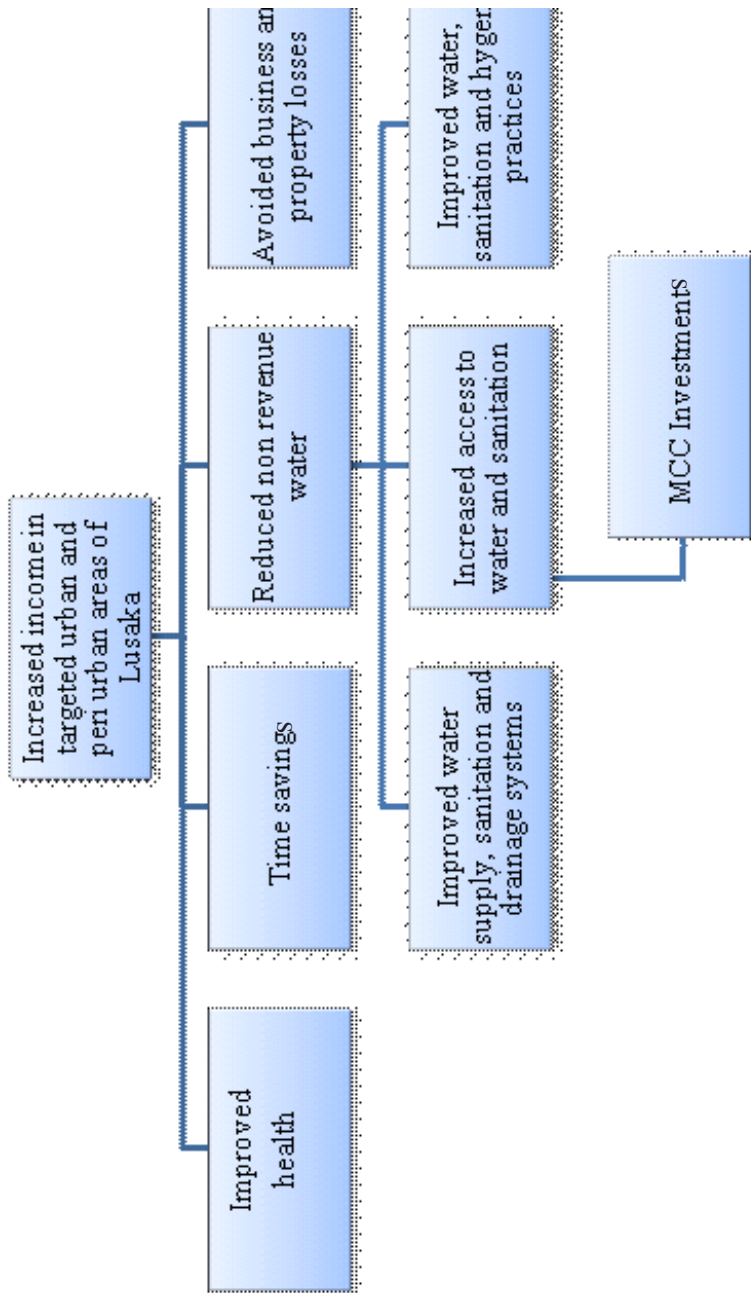 Increased income in
targeted urban and
peri urban areas of
Lusaka
Improved
health
Time savings
Reduced non revenue
water
Avoided business an
property losses
Improved water
supply, sanitation and
drainage systems
Increased access to
water and sanitation
Improved water,
sanitation and
practices
MCC Investments